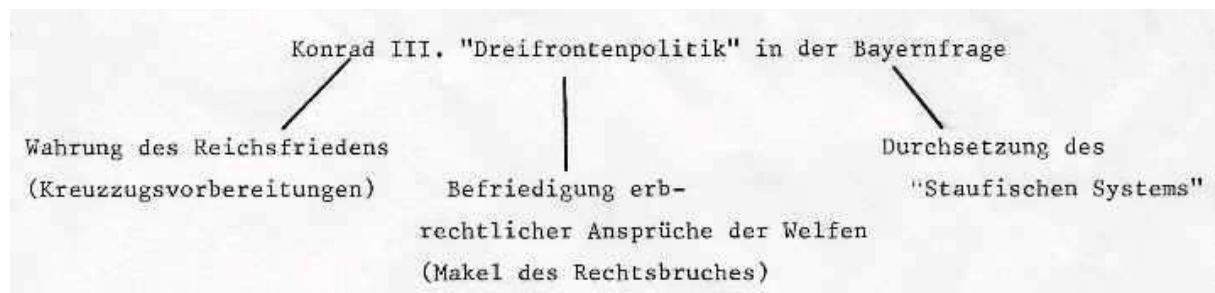 Konrad III. "Dreifrontenpolitik" in der Bayernfrage
Wahrung des Reichsfriedens
(Kreuzzugsvorbereitungen)
Befriedigung erb-
rechtlicher Ansprüche der Welfen
(Makel des Rechtsbruches)
Durchsetzung des
"Staufischen Systems"